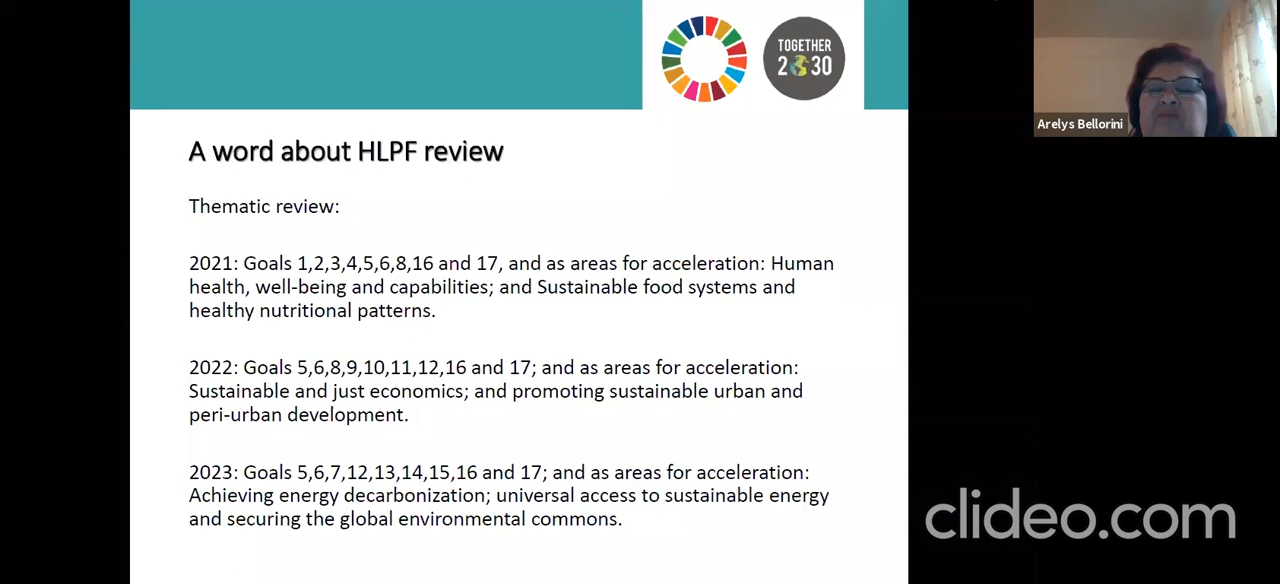 TOGETHER
2030
Arelys Bellorini
A word about HLPF review
Thematic review:
2021: Goals 1,2,3,4,5,6,8,16 and 17, and as areas for acceleration: Human
health, well-being and capabilities; and Sustainable food systems and
healthy nutritional patterns.
2022: Goals 5,6,8,9,10,11,12,16 and 17; and as areas for acceleration:
Sustainable and just economics; and promoting sustainable urban and
peri-urban development.
2023: Goals 5,6,7,12,13,14,15,16 and 17; and as areas for acceleration:
Achieving energy decarbonization; universal access to sustainable energy
and securing the global environmental commons.
clideo.com